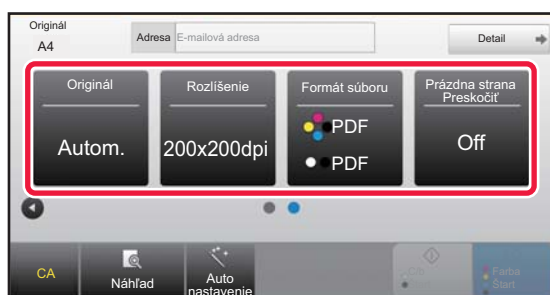 Originál
A4
Adresa E-mailová adresa
Detail
Originál
Autom.
Rozlíšenie
200x200dpi
Formát súboru
PDF
PDF
Prázdna strana
Preskočiť
Off
CA
Náhľad
Auto
nastavenie
Č/b
Štart
Farba
Štart